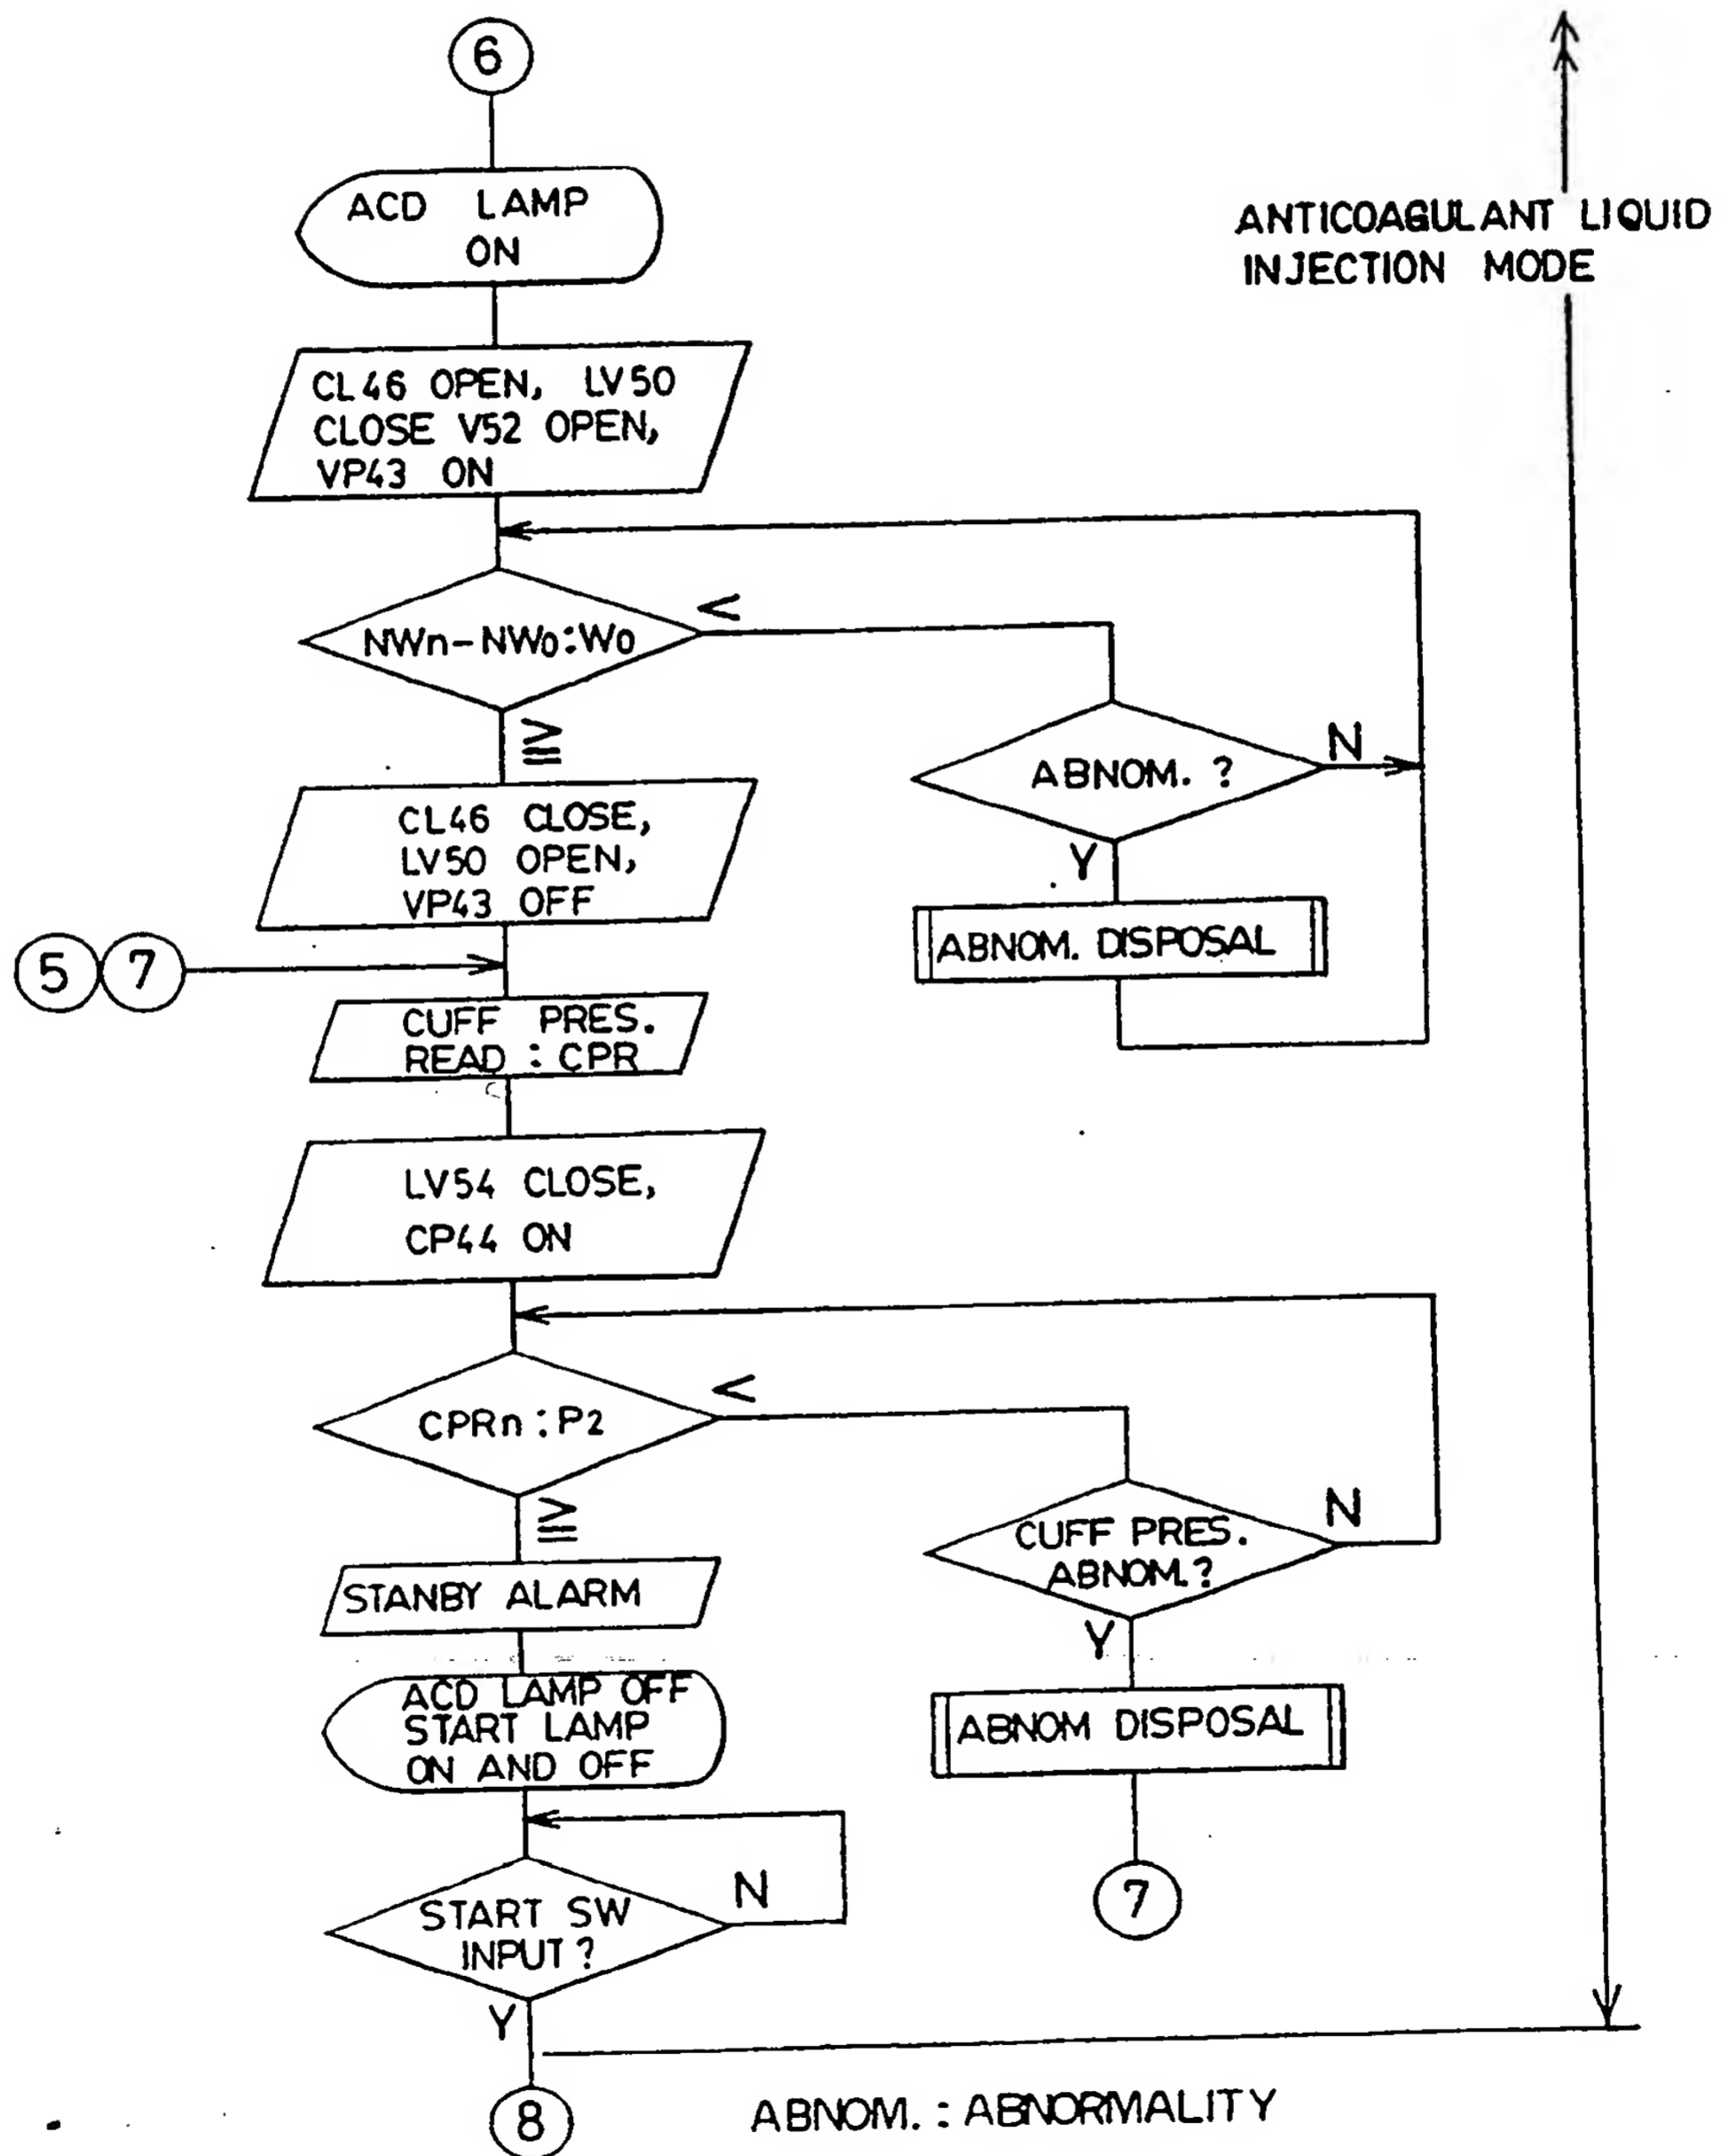 6
ACD LAMP
ON
ANTICOAGULANT LIQUID
INJECTION MODE
CL46 OPEN, LV50
CLOSE V52 OPEN,
VP43 ON
NWn-NW0:W0
<
≧
ABNOM. ?
N
Y
CL46 CLOSE,
LV50 OPEN,
VP43 OFF
ABNOM. DISPOSAL
5 7
CUFF PRES.
READ : CPR
LV54 CLOSE,
CP44 ON
CPRn : P2
<
≧
CUFF PRES.
ABNOM.?
N
Y
STANBY ALARM
ACD LAMP OFF
START LAMP
ON AND OFF
ABNOM DISPOSAL
7
START SW
INPUT?
N
Y
8
ABNOM. : ABNORMALITY